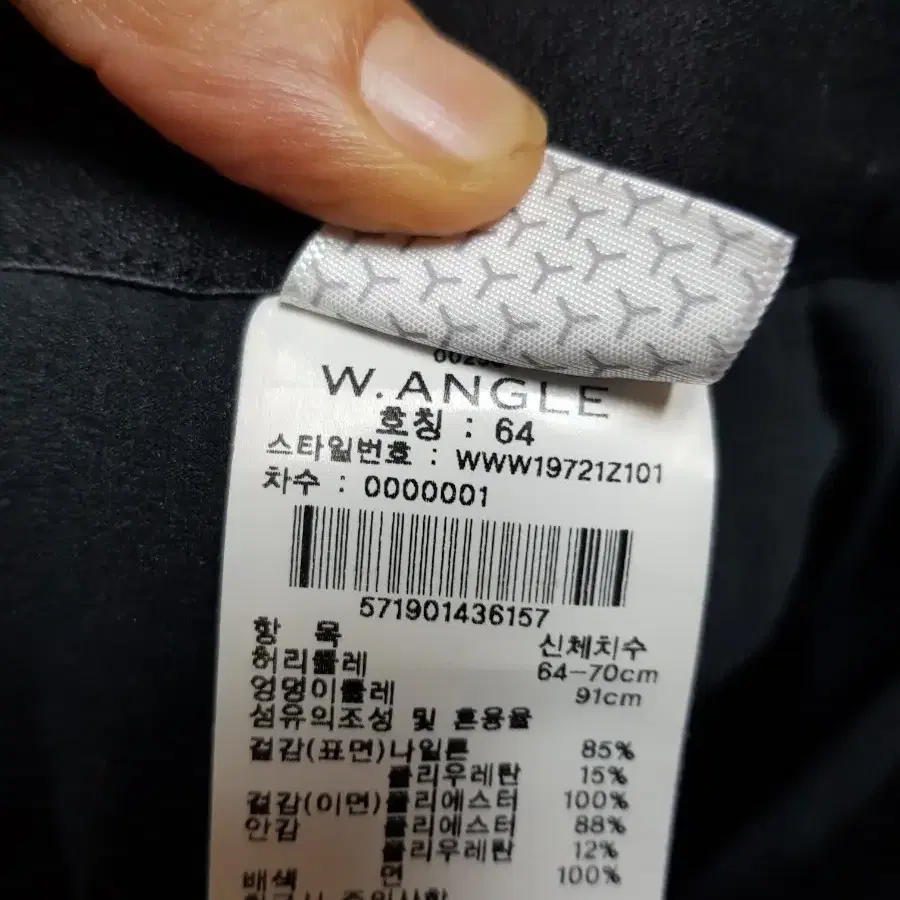 W.ANGLE
호칭 : 64
스타일번호 : WWW19721Z101
차수 : 0000001
571901436157
항 목 신체치수
허리둘레 64-70cm
엉덩이둘레 91cm
섬유의조성 및 혼용율
겉감(표면)나일론 85%
폴리우레탄 15%
겉감(이면)폴리에스터 100%
안감 폴리에스터 88%
폴리우레탄 12%
배색 면 100%